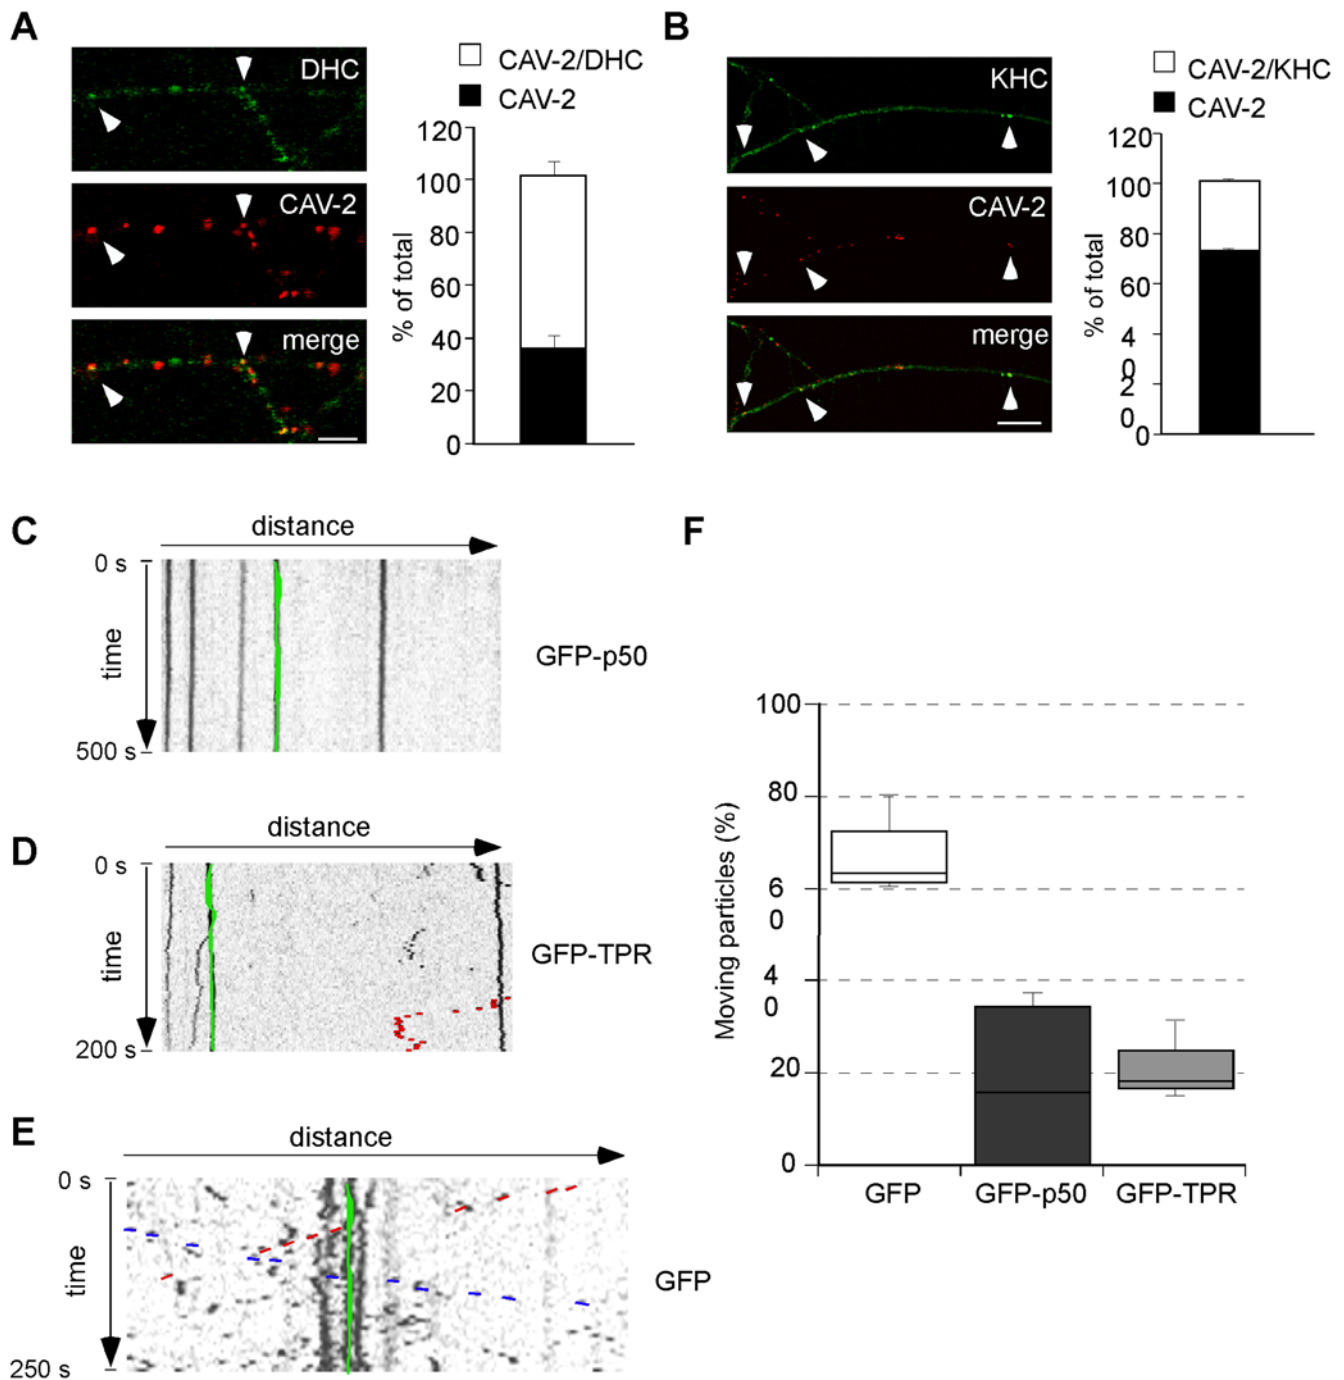 A
DHC
CAV-2
merge
CAV-2/DHC
CAV-2
% of total
120
100
80
60
40
20
0
B
KHC
CAV-2
merge
CAV-2/KHC
CAV-2
% of total
120
100
80
60
4
0
2
0
0
C
distance
0 s
time
500 s
GFP-p50
D
distance
0 s
time
200 s
GFP-TPR
E
distance
0 s
time
250 s
GFP
F
Moving particles (%)
100
80
6
0
4
0
20
0
GFP
GFP-p50
GFP-TPR